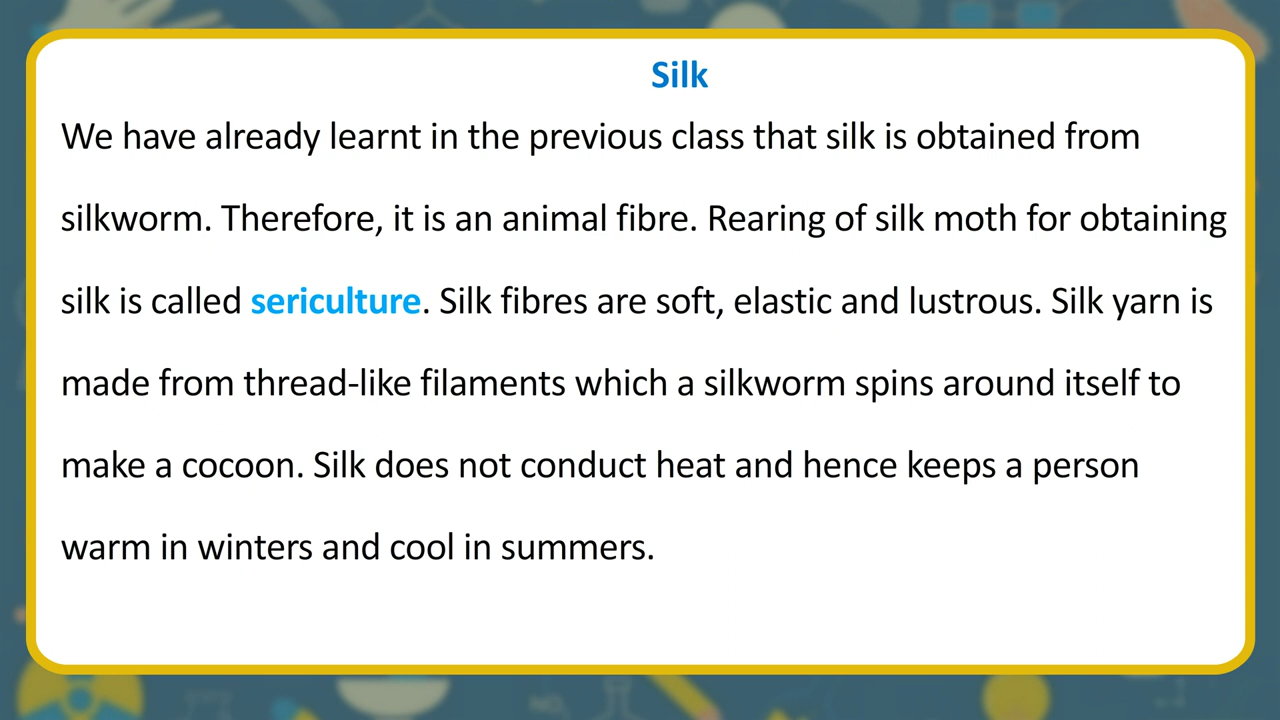 Silk
We have already learnt in the previous class that silk is obtained from
silkworm. Therefore, it is an animal fibre. Rearing of silk moth for obtaining
silk is called sericulture. Silk fibres are soft, elastic and lustrous. Silk yarn is
made from thread-like filaments which a silkworm spins around itself to
make a cocoon. Silk does not conduct heat and hence keeps a person
warm in winters and cool in summers.